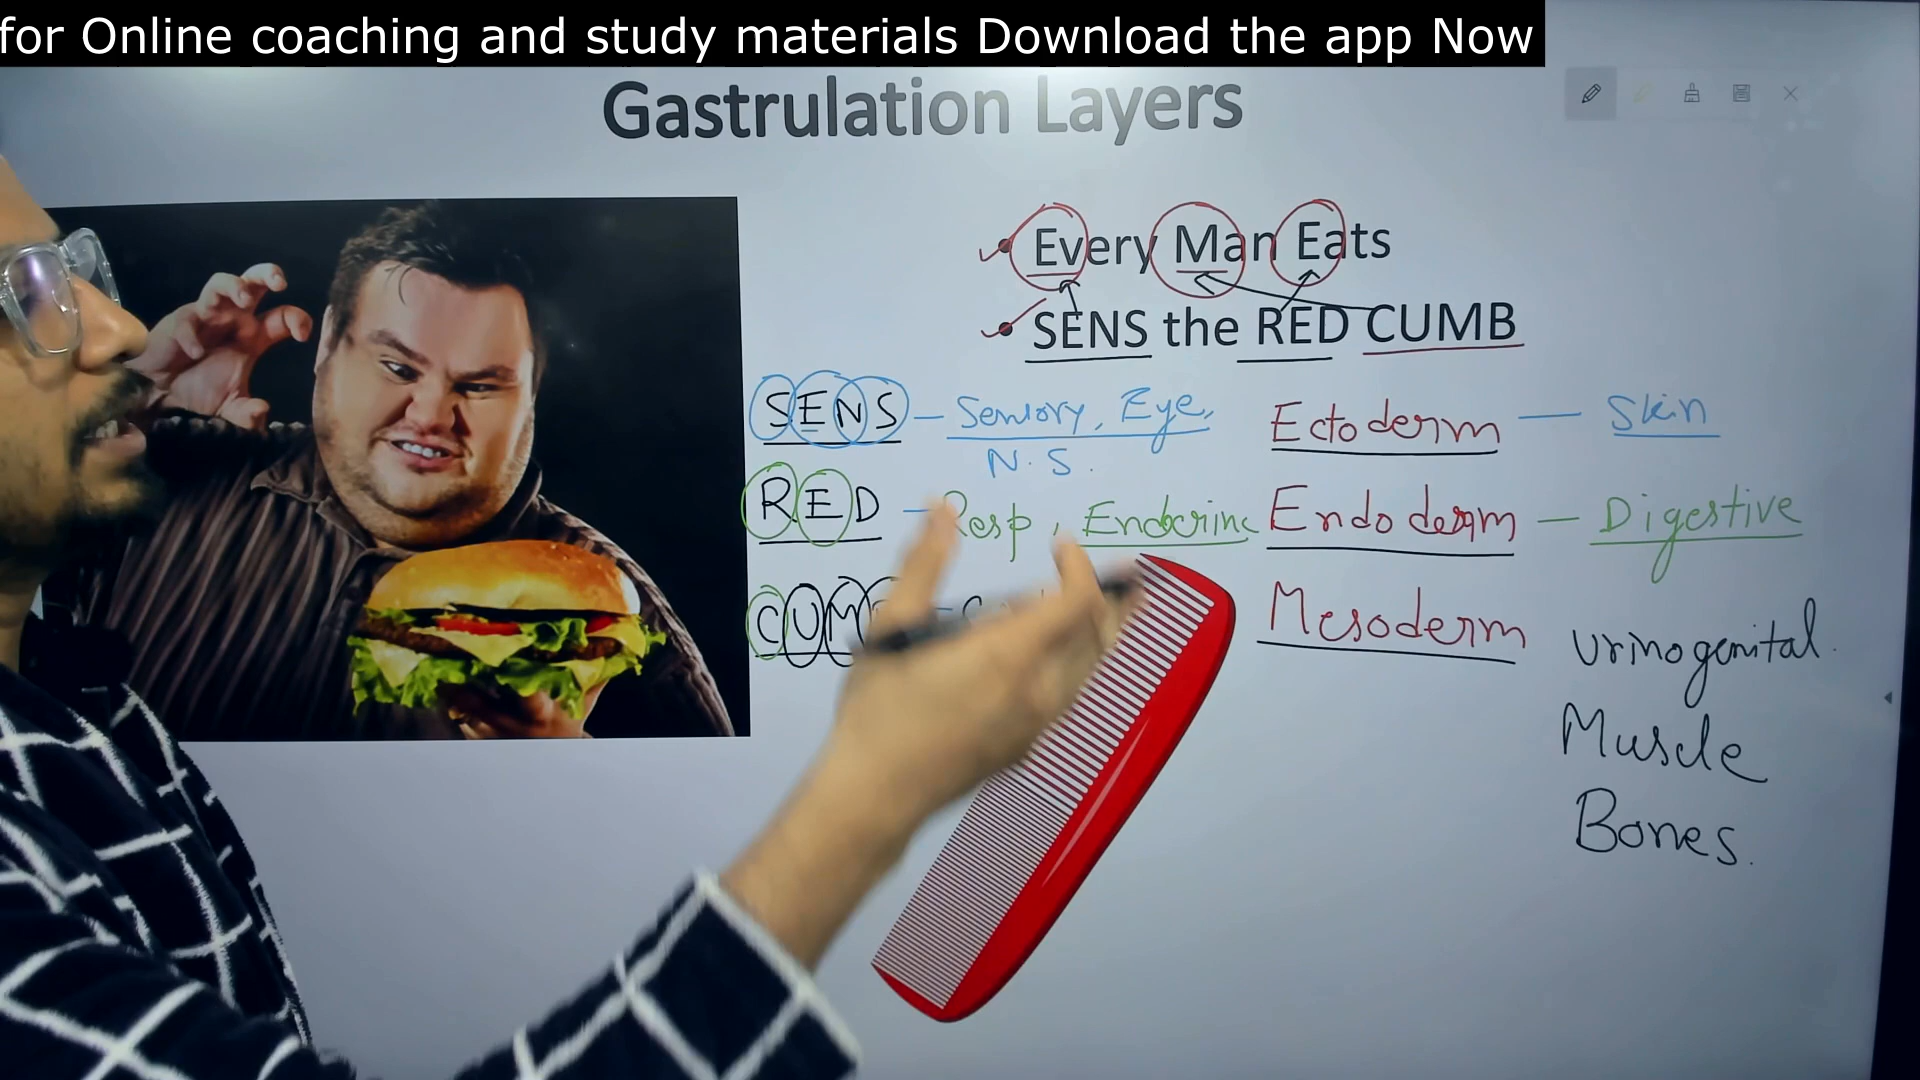 for Online coaching and study materials Download the app Now
Gastrulation Layers
• Every Man Eats
• SENS the RED CUMB
SENS - Sensory, Eye, Ectoderm - Skin
N.S.
RED - Resp, Endocrine Endoderm - Digestive
CUM Mesoderm urinogenital
Muscle
Bones.